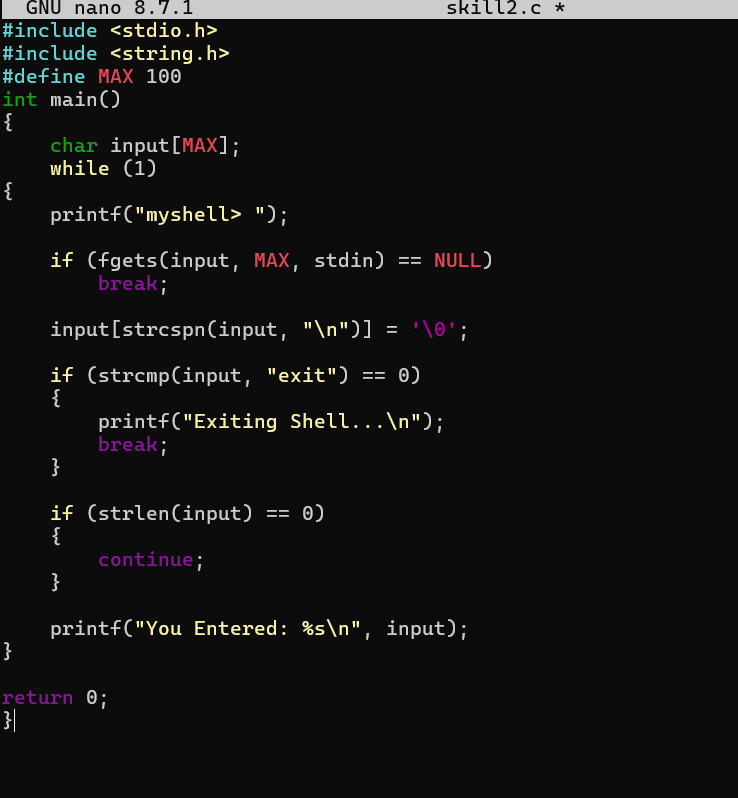 GNU nano 8.7.1 skill2.c *
#include <stdio.h>
#include <string.h>
#define MAX 100
int main()
{
    char input[MAX];
    while (1)
{
    printf("myshell> ");

    if (fgets(input, MAX, stdin) == NULL)
        break;

    input[strcspn(input, "\n")] = '\0';

    if (strcmp(input, "exit") == 0)
    {
        printf("Exiting Shell...\n");
        break;
    }

    if (strlen(input) == 0)
    {
        continue;
    }

    printf("You Entered: %s\n", input);
}

return 0;
}